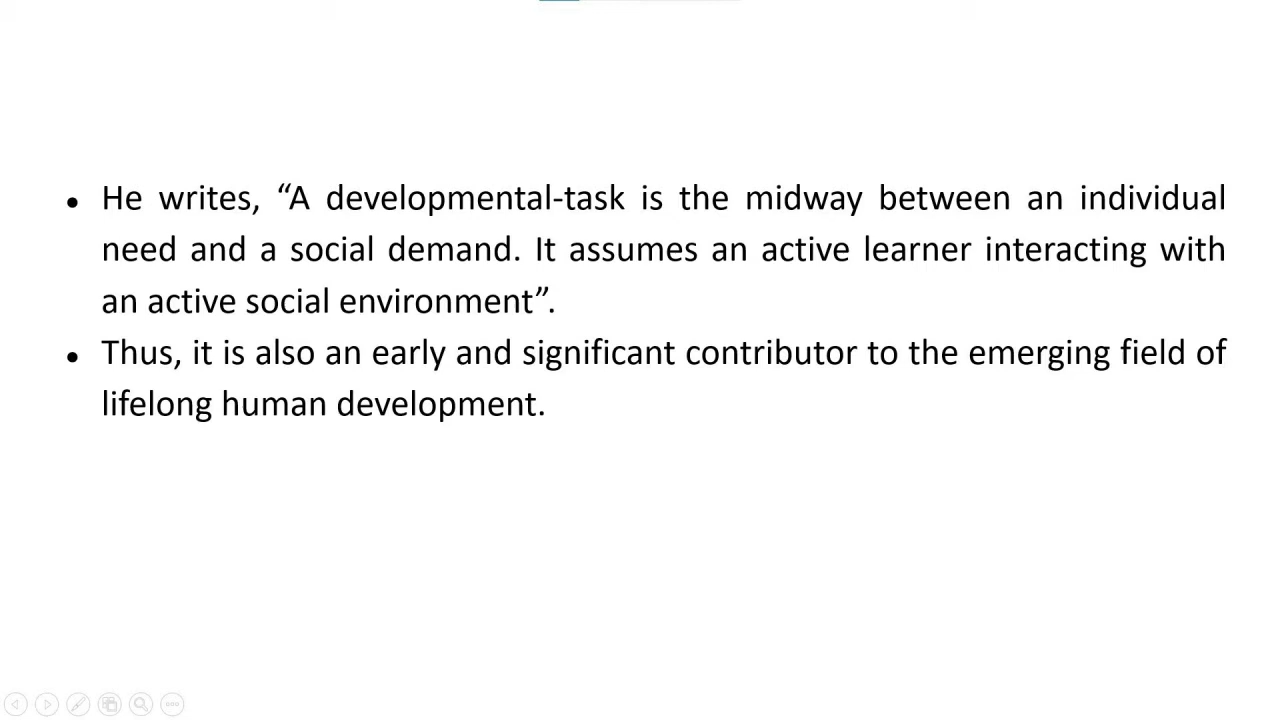 • He writes, “A developmental-task is the midway between an individual
need and a social demand. It assumes an active learner interacting with
an active social environment”.
• Thus, it is also an early and significant contributor to the emerging field of
lifelong human development.